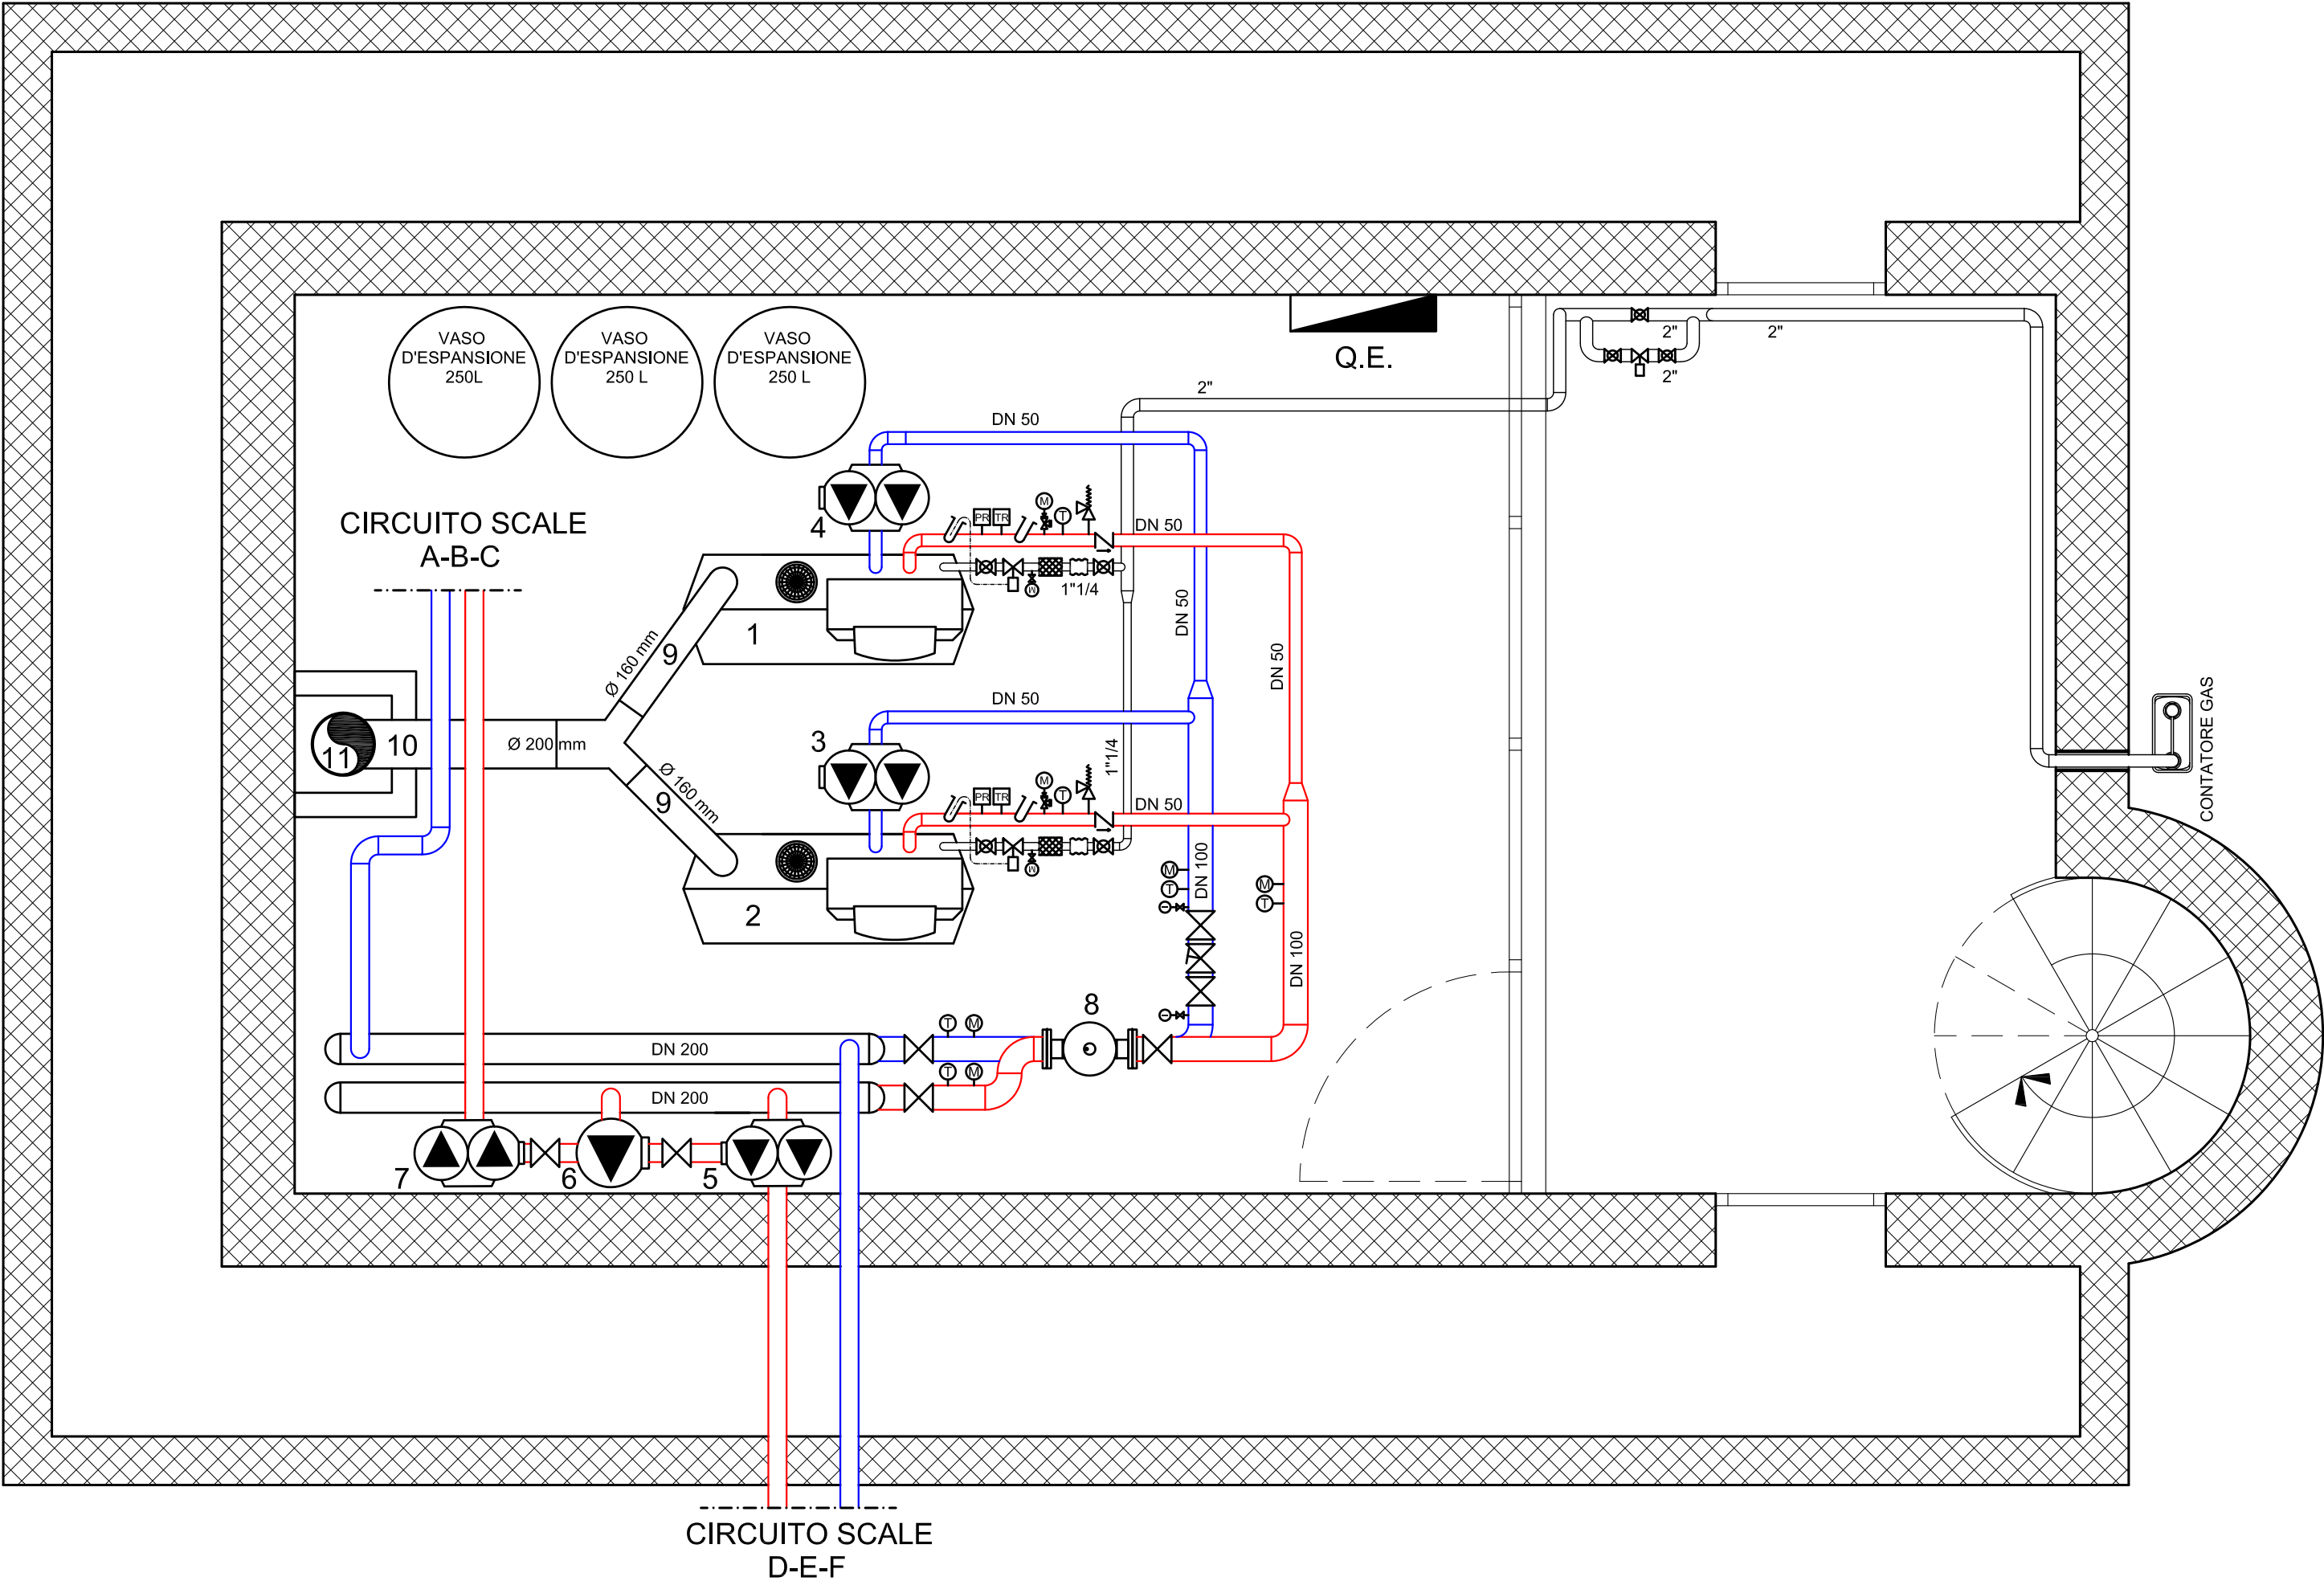 VASO
D'ESPANSIONE
250L
VASO
D'ESPANSIONE
250 L
VASO
D'ESPANSIONE
250 L
Q.E.
2"
2"
2"
2"
DN 50
CIRCUITO SCALE
A-B-C
4
PR
TR
M
T
DN 50
M
1"1/4
1
Ø 160 mm
9
DN 50
DN 50
DN 50
3
11
10
Ø 200 mm
Ø 160 mm
9
1"1/4
PR
TR
M
T
DN 50
M
2
M
T
DN 100
M
T
DN 100
CONTATORE GAS
8
T
M
DN 200
T
M
DN 200
7
6
5
CIRCUITO SCALE
D-E-F